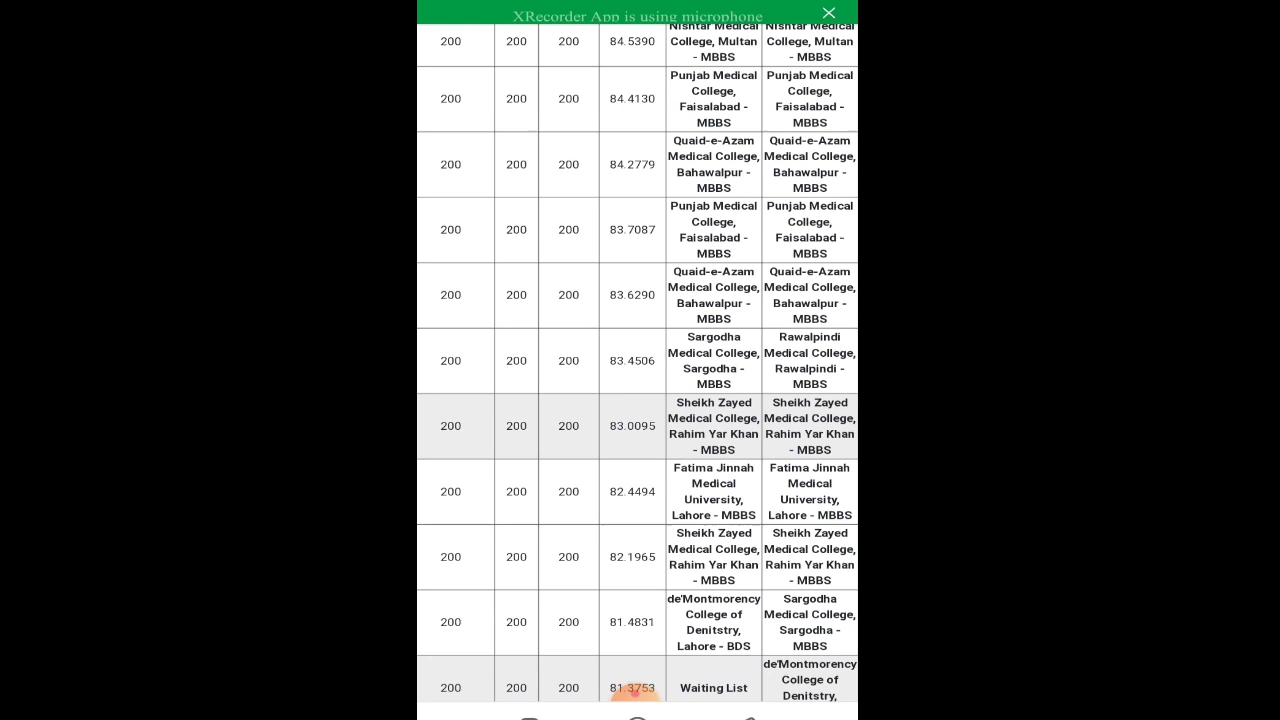 XRecorder App is using microphone
200 200 200 84.5390 Nishtar Medical College, Multan - MBBS Nishtar Medical College, Multan - MBBS
200 200 200 84.4130 Punjab Medical College, Faisalabad - MBBS Punjab Medical College, Faisalabad - MBBS
200 200 200 84.2779 Quaid-e-Azam Medical College, Bahawalpur - MBBS Quaid-e-Azam Medical College, Bahawalpur - MBBS
200 200 200 83.7087 Punjab Medical College, Faisalabad - MBBS Punjab Medical College, Faisalabad - MBBS
200 200 200 83.6290 Quaid-e-Azam Medical College, Bahawalpur - MBBS Quaid-e-Azam Medical College, Bahawalpur - MBBS
200 200 200 83.4506 Sargodha Medical College, Sargodha - MBBS Rawalpindi Medical College, Rawalpindi - MBBS
200 200 200 83.0095 Sheikh Zayed Medical College, Rahim Yar Khan - MBBS Sheikh Zayed Medical College, Rahim Yar Khan - MBBS
200 200 200 82.4494 Fatima Jinnah Medical University, Lahore - MBBS Fatima Jinnah Medical University, Lahore - MBBS
200 200 200 82.1965 Sheikh Zayed Medical College, Rahim Yar Khan - MBBS Sheikh Zayed Medical College, Rahim Yar Khan - MBBS
200 200 200 81.4831 de'Montmorency College of Denitstry, Lahore - BDS Sargodha Medical College, Sargodha - MBBS
200 200 200 81.3753 Waiting List de'Montmorency College of Denitstry,